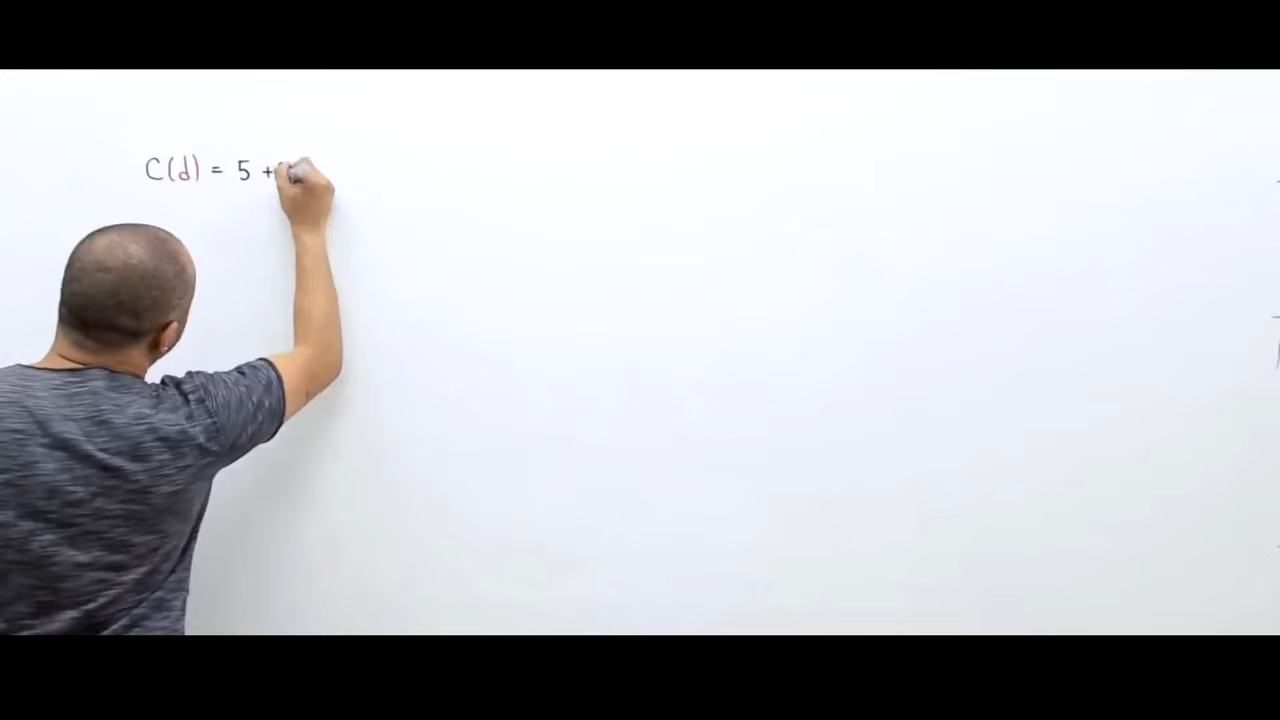 C(d) = 5 +